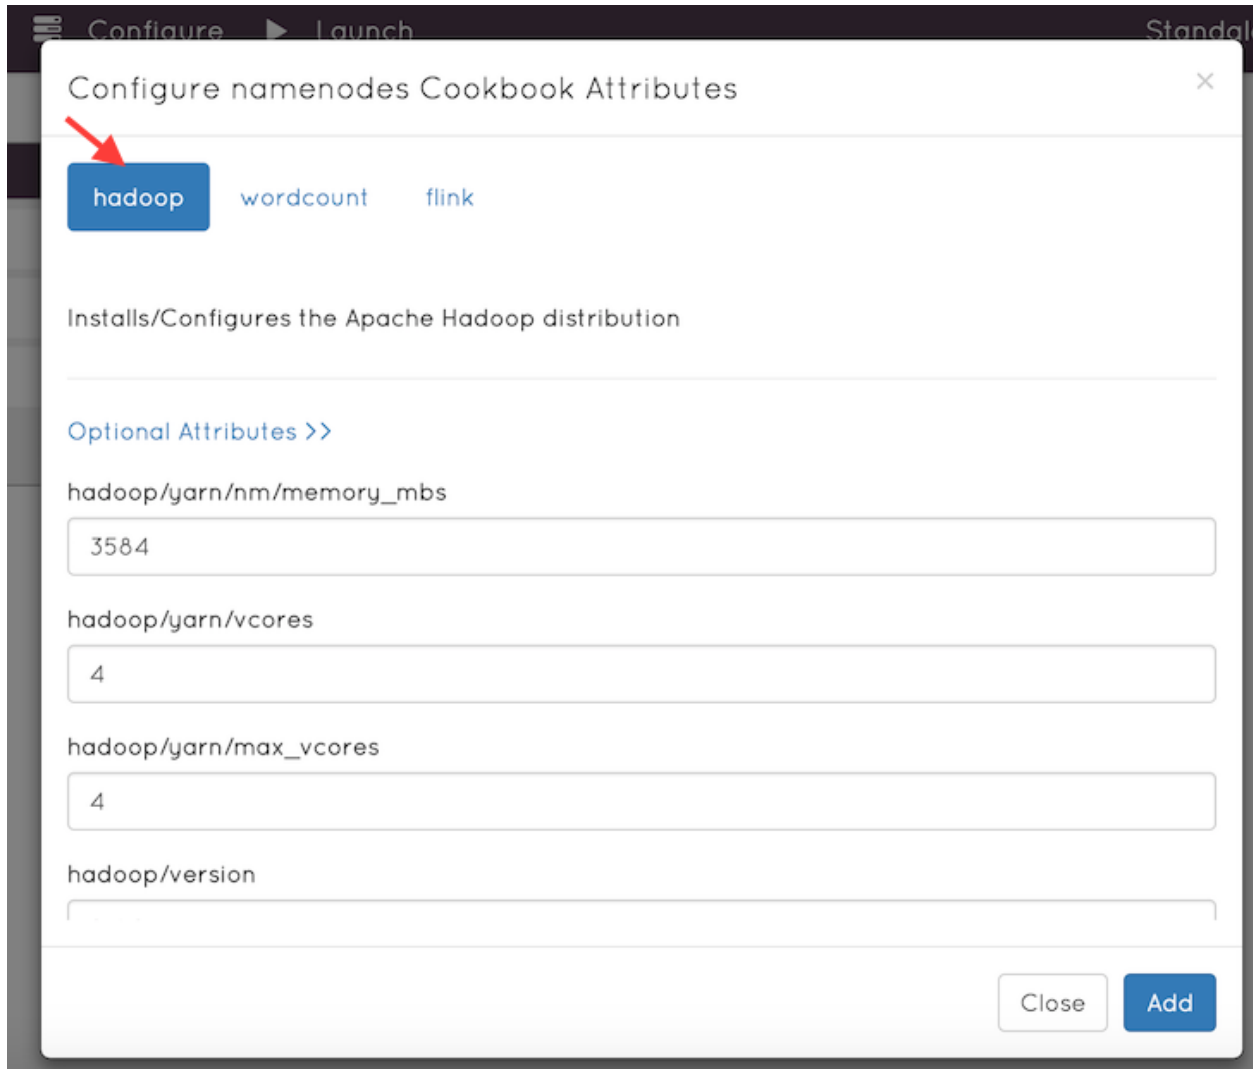 Configure Launch Standal
Configure namenodes Cookbook Attributes ×
hadoop wordcount flink
Installs/Configures the Apache Hadoop distribution
Optional Attributes >>
hadoop/yarn/nm/memory_mbs
3584
hadoop/yarn/vcores
4
hadoop/yarn/max_vcores
4
hadoop/version
Close Add